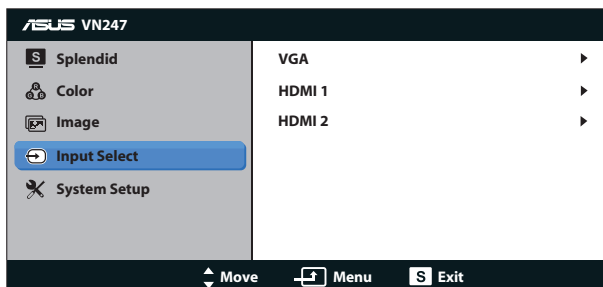 ASUS VN247
S Splendid
Color
Image
Input Select
System Setup
VGA
HDMI 1
HDMI 2
Move Menu S Exit